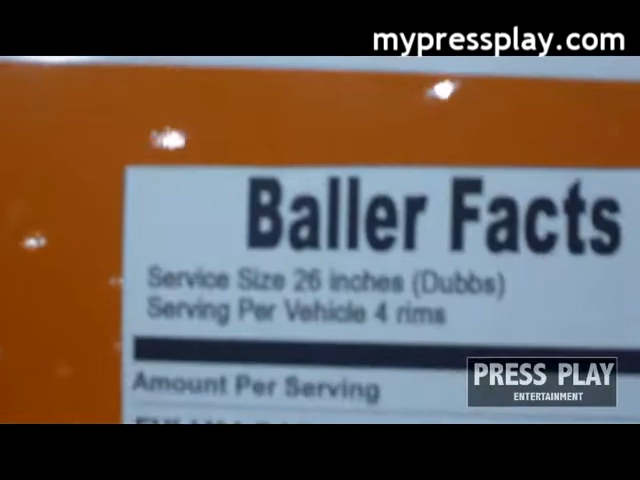 mypressplay.com
Baller Facts
Service Size 26 inches (Dubbs)
Serving Per Vehicle 4 rims
Amount Per Serving
PRESS PLAY
ENTERTAINMENT